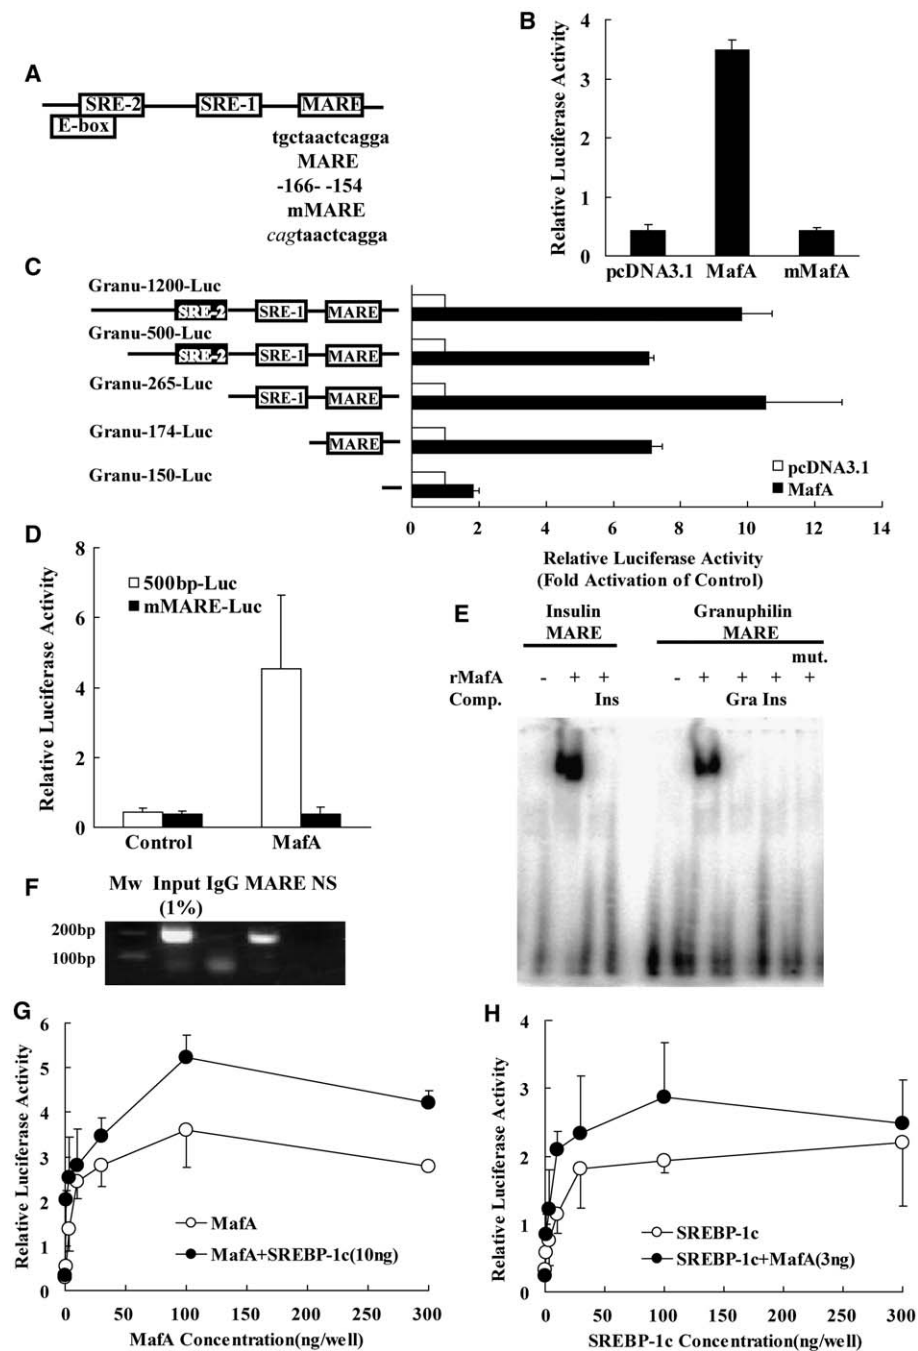 A
SRE-2 SRE-1 MARE
E-box
tgctaactcagga
MARE
-166- -154
mMARE
cagtaactcagga
B
Relative Luciferase Activity
4
3
2
1
0
pcDNA3.1 MafA mMafA
C
Granu-1200-Luc
SRE-2 SRE-1 MARE
Granu-500-Luc
SRE-2 SRE-1 MARE
Granu-265-Luc
SRE-1 MARE
Granu-174-Luc
MARE
Granu-150-Luc
pcDNA3.1
MafA
0 2 4 6 8 10 12 14
Relative Luciferase Activity
(Fold Activation of Control)
D
Relative Luciferase Activity
8
6
4
2
0
500bp-Luc
mMARE-Luc
Control MafA
E
Insulin Granuphilin
MARE MARE
mut.
rMafA - + + - + + + +
Comp. Ins Gra Ins
F
Mw Input IgG MARE NS
(1%)
200bp
100bp
G
Relative Luciferase Activity
6
5
4
3
2
1
0
MafA
MafA+SREBP-1c(10ng)
0 50 100 150 200 250 300
MafA Concentration(ng/well)
H
Relative Luciferase Activity
4
3
2
1
0
SREBP-1c
SREBP-1c+MafA(3ng)
0 50 100 150 200 250 300
SREBP-1c Concentration(ng/well)